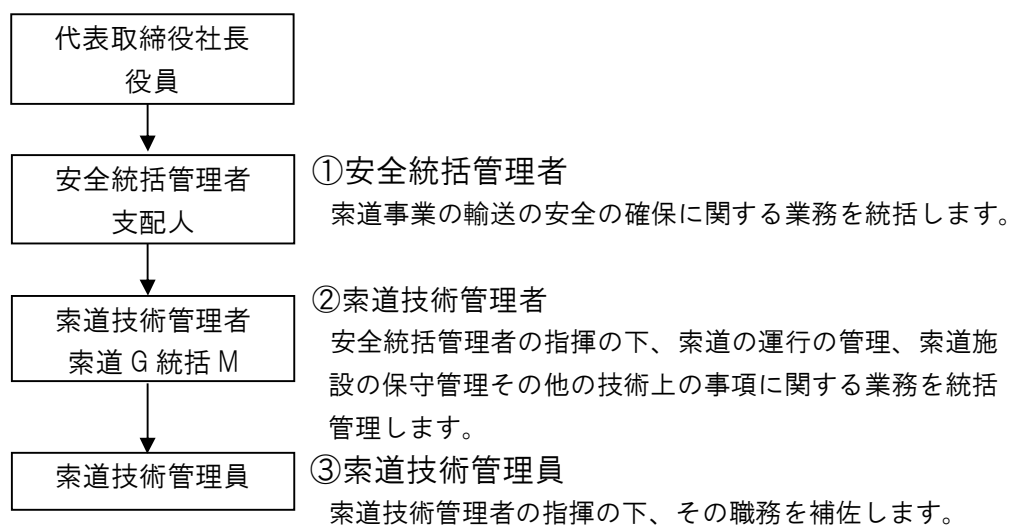 代表取締役社長
役員
安全統括管理者
支配人
①安全統括管理者
索道事業の輸送の安全の確保に関する業務を統括します。
索道技術管理者
索道 G 統括 M
②索道技術管理者
安全統括管理者の指揮の下、索道の運行の管理、索道施
設の保守管理その他の技術上の事項に関する業務を統括
管理します。
索道技術管理員
③索道技術管理員
索道技術管理者の指揮の下、その職務を補佐します。